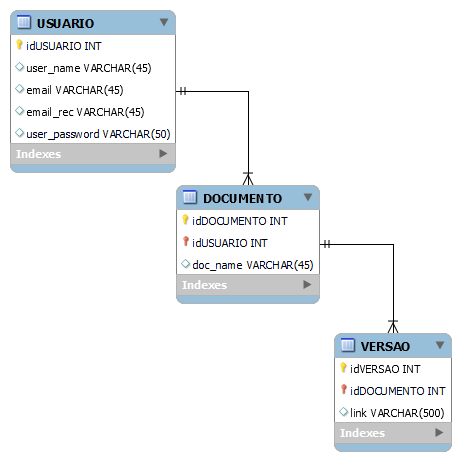 USUARIO
idUSUARIO INT
user_name VARCHAR(45)
email VARCHAR(45)
email_rec VARCHAR(45)
user_password VARCHAR(50)
Indexes
DOCUMENTO
idDOCUMENTO INT
idUSUARIO INT
doc_name VARCHAR(45)
Indexes
VERSAO
idVERSAO INT
idDOCUMENTO INT
link VARCHAR(500)
Indexes